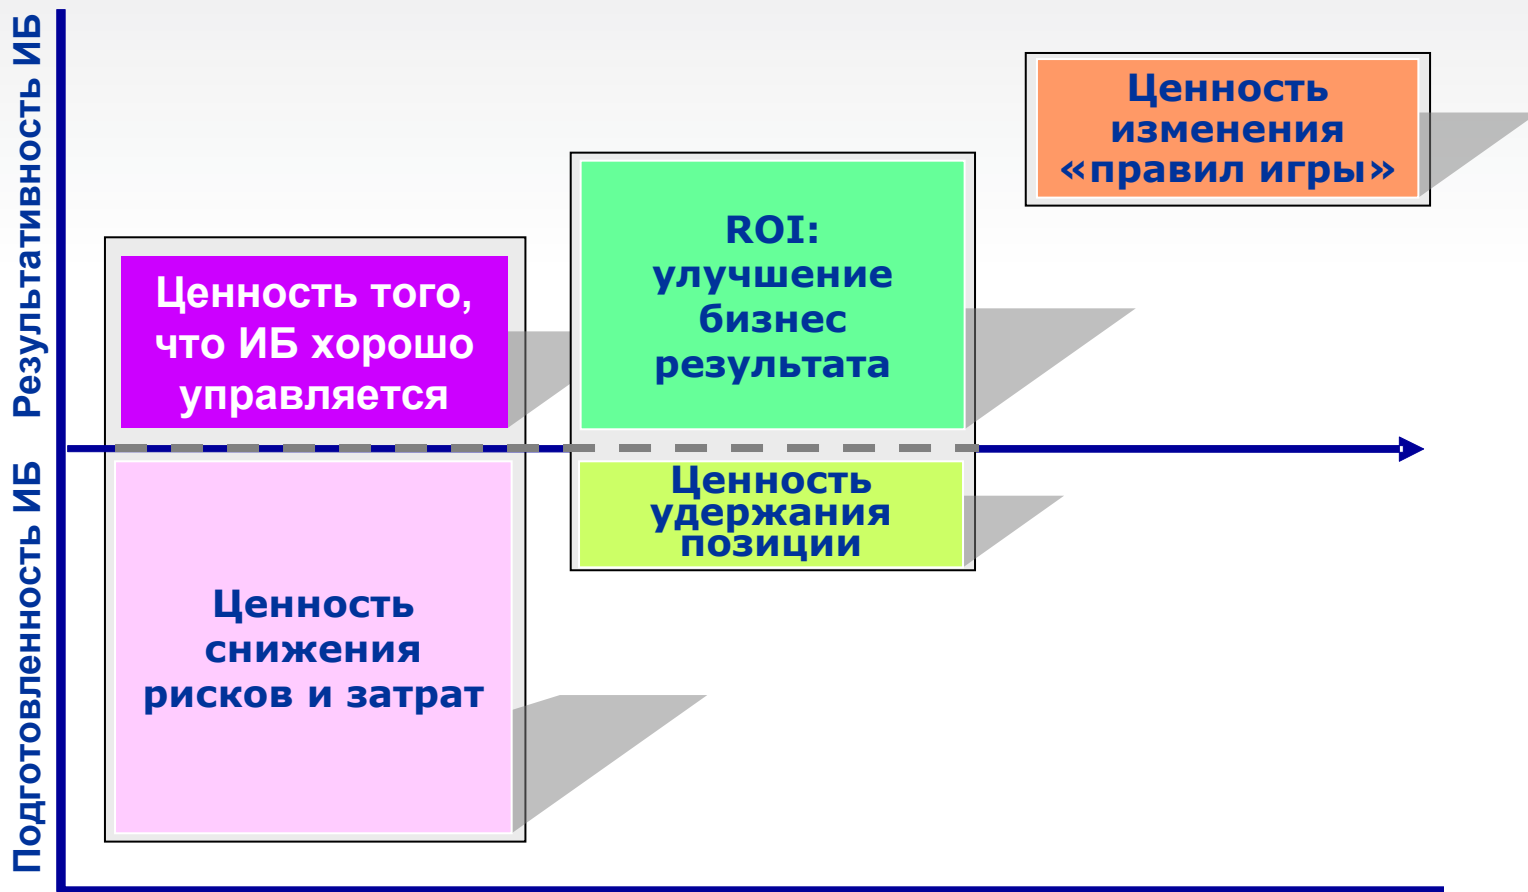 Результативность ИБ
Подготовленность ИБ
Ценность того,
что ИБ хорошо
управляется
Ценность
снижения
рисков и затрат
ROI:
улучшение
бизнес
результата
Ценность
удержания
позиции
Ценность
изменения
«правил игры»